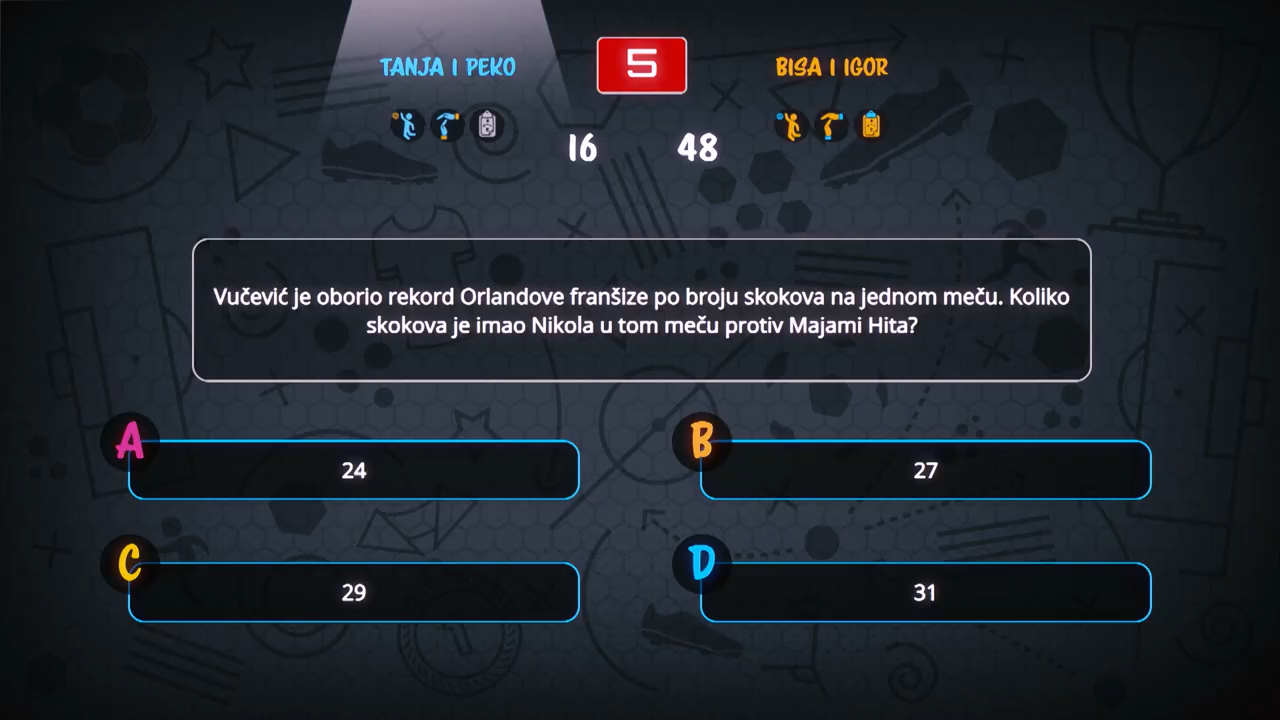 TANJA I PEKO
5
BISA I IGOR
16
48
Vučević je oborio rekord Orlandove franšize po broju skokova na jednom meču. Koliko
skokova je imao Nikola u tom meču protiv Majami Hita?
A
24
B
27
C
29
D
31